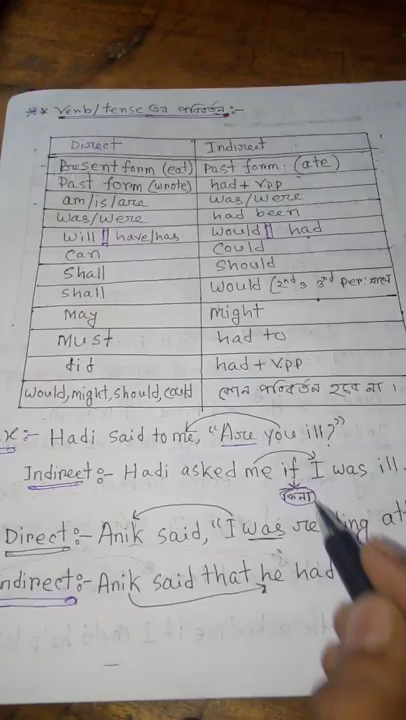 ** Verb/tense এর পরিবর্তন:-
Direct Indirect
Present form (eat) Past form: (ate)
Past form (wrote) had + Vpp
am/is/are was/were
was/were had been
Will || have/has Would || had
Can Could
Shall Should
Shall Would (2nd ও 3rd per:
May Might
Must had to
did had + Vpp
Would, might, should, could কোন পরিবর্তন হবে না।
Ex:- Hadi said to me, "Are you ill?"
Indirect:- Hadi asked me if I was ill.
কিনা
Direct:- Anik said, "I was reading at
Indirect:- Anik said that he had